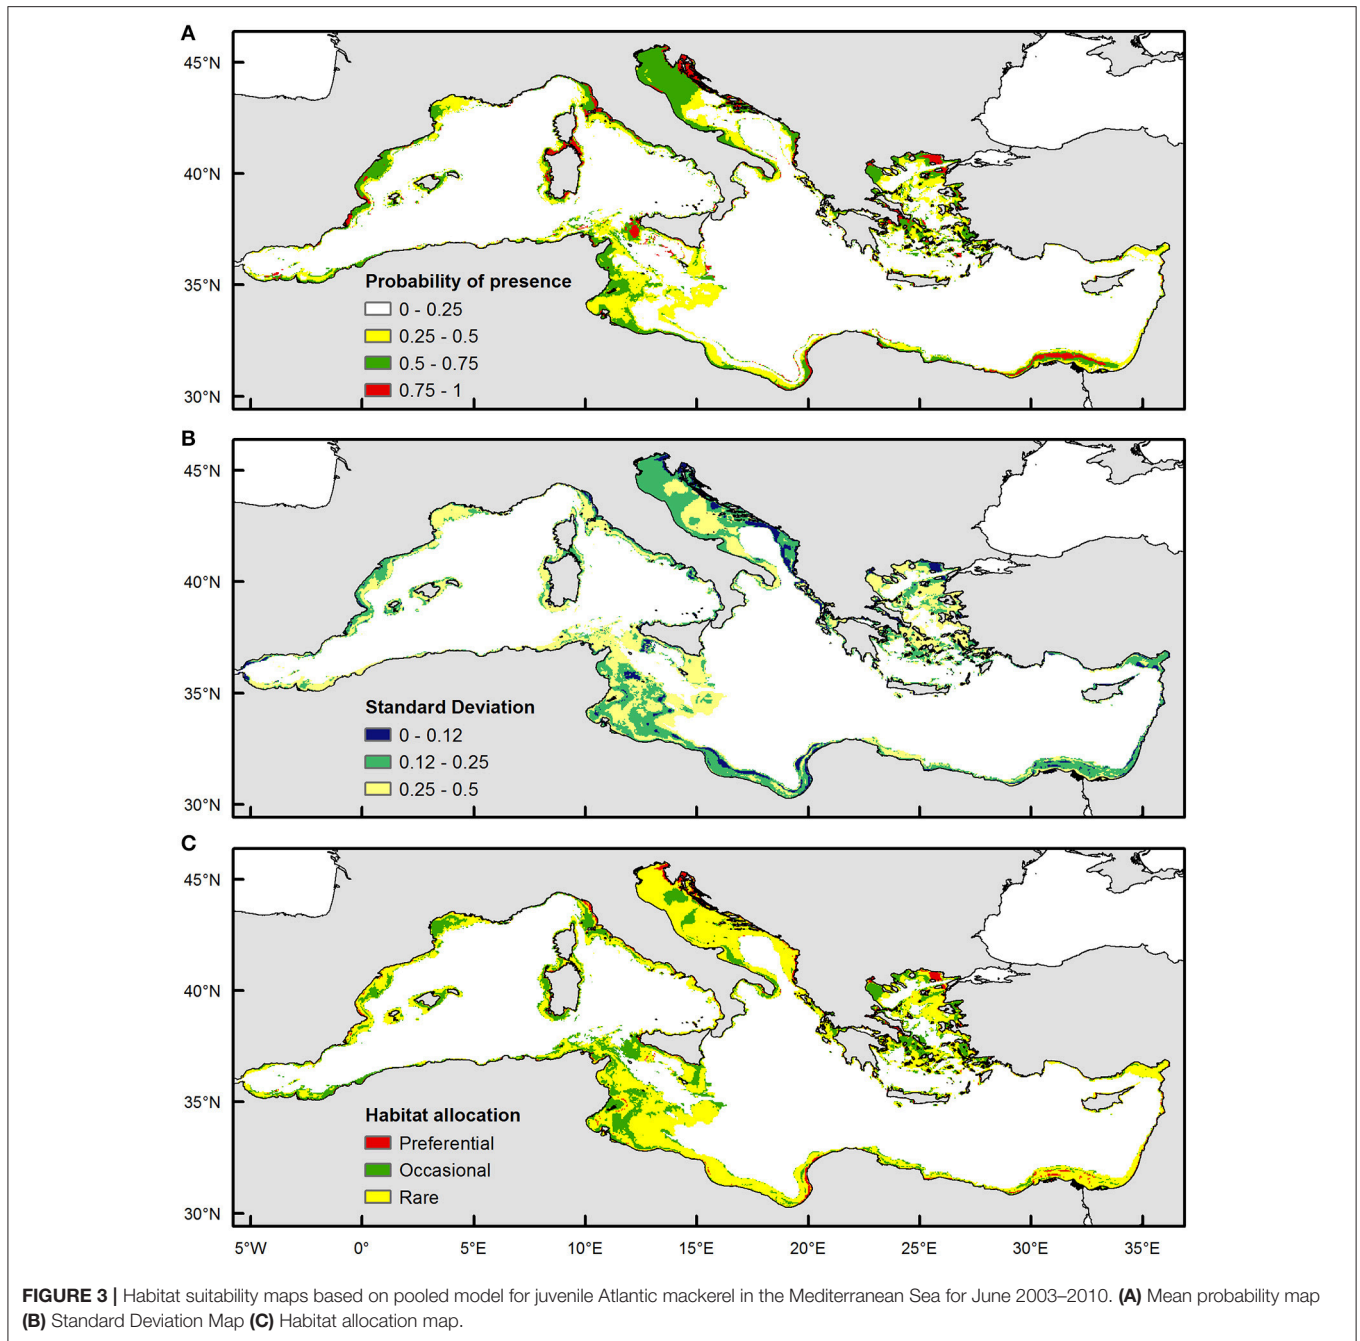 A
45°N
40°N
35°N
30°N
Probability of presence
0 - 0.25
0.25 - 0.5
0.5 - 0.75
0.75 - 1
B
45°N
40°N
35°N
30°N
Standard Deviation
0 - 0.12
0.12 - 0.25
0.25 - 0.5
C
45°N
40°N
35°N
30°N
Habitat allocation
Preferential
Occasional
Rare
5°W 0° 5°E 10°E 15°E 20°E 25°E 30°E 35°E
FIGURE 3 | Habitat suitability maps based on pooled model for juvenile Atlantic mackerel in the Mediterranean Sea for June 2003–2010. (A) Mean probability map
(B) Standard Deviation Map (C) Habitat allocation map.